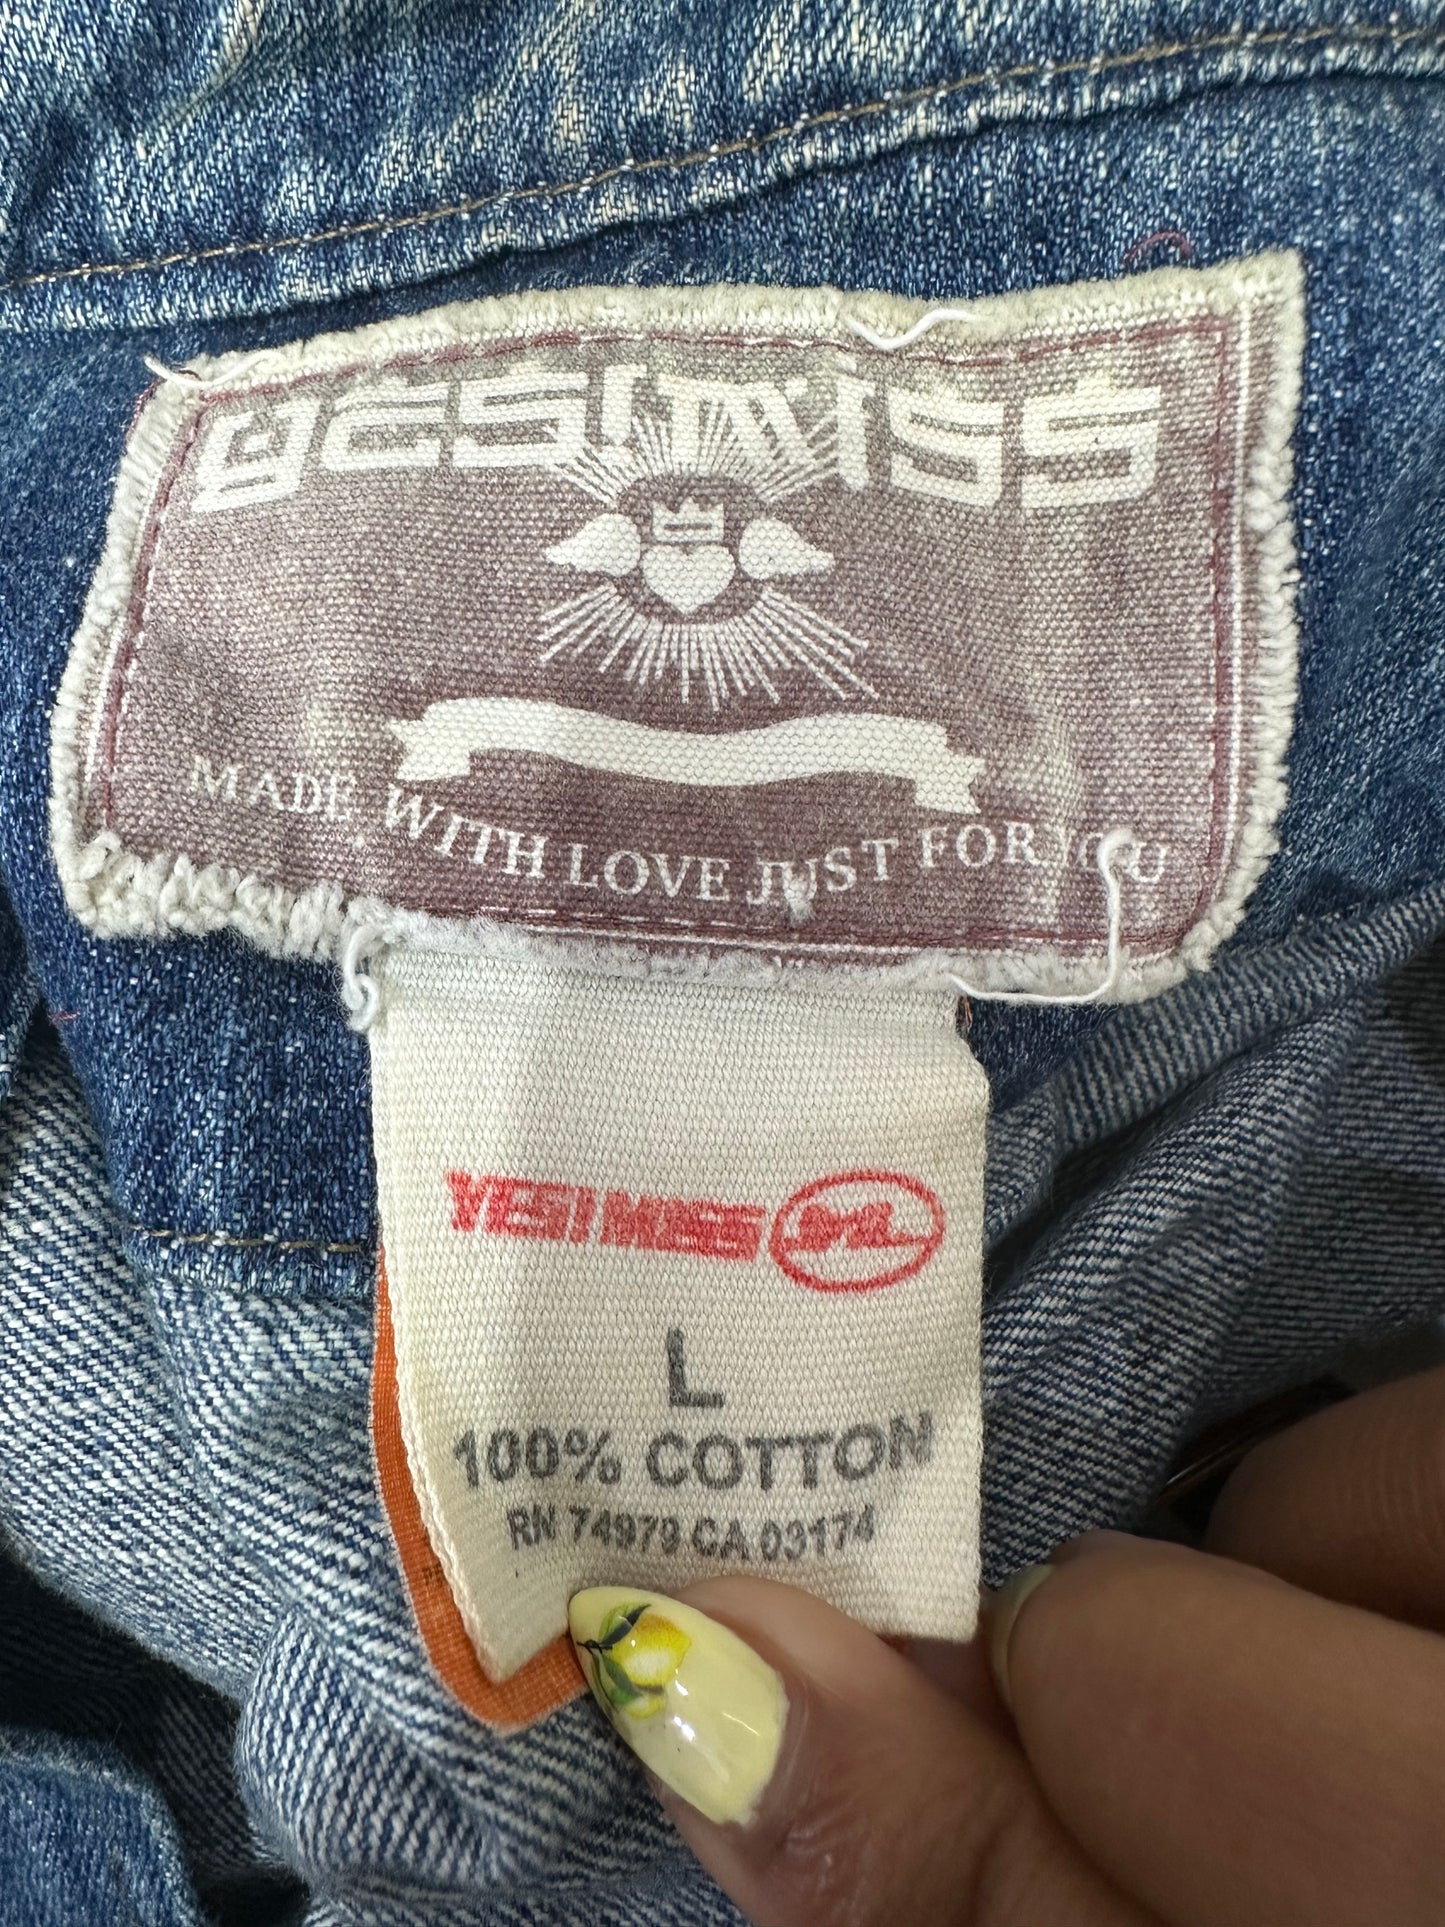 YES! MISS
MADE WITH LOVE JUST FOR YOU
YES! MISS
L
100% COTTON
RN 74979 CA 03174